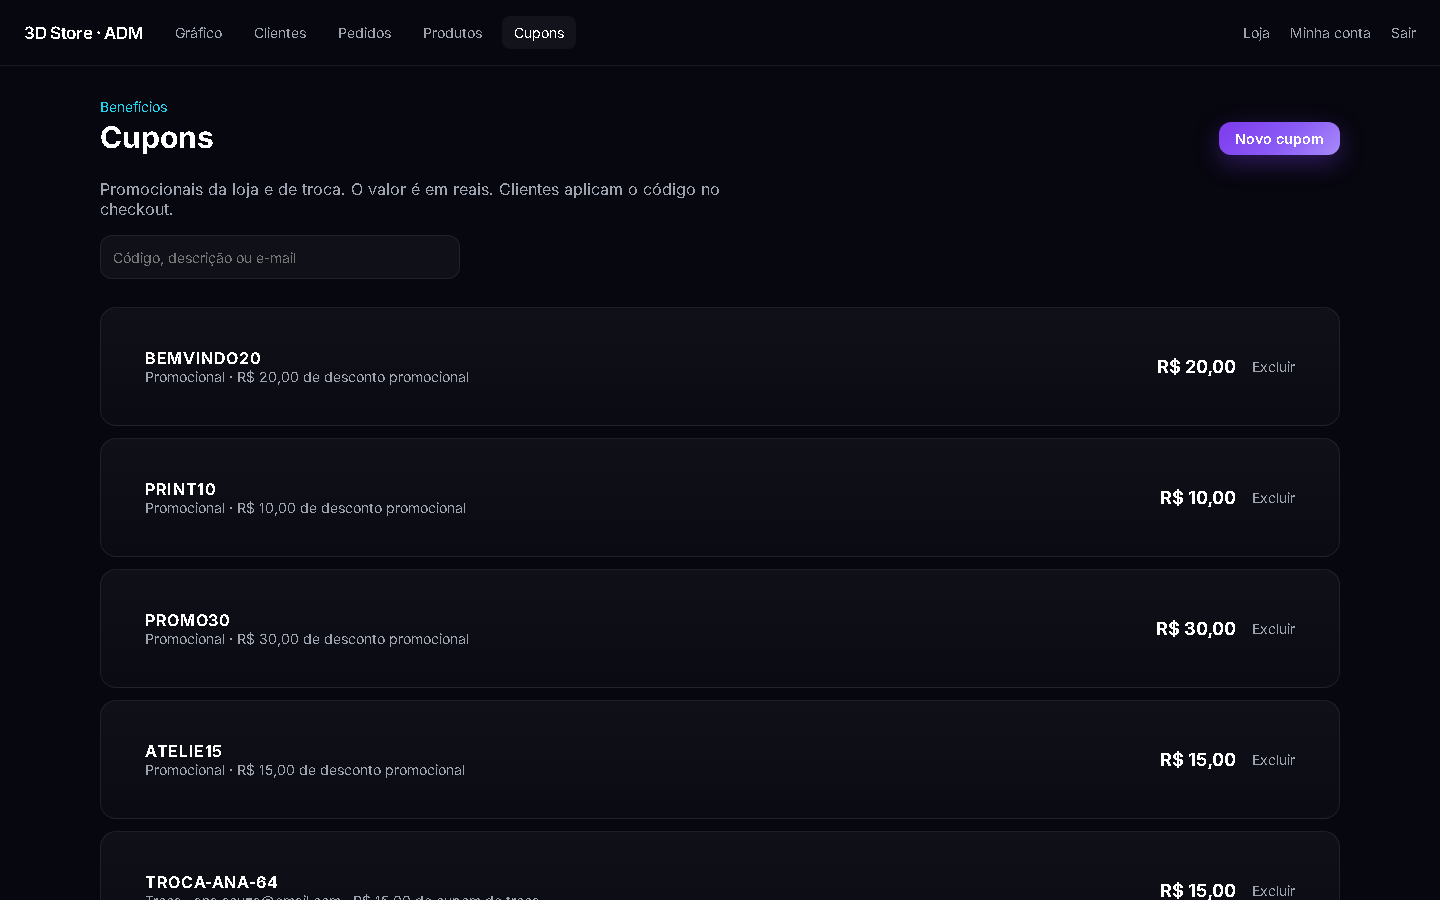 3D Store · ADM Gráfico Clientes Pedidos Produtos Cupons Loja Minha conta Sair
Benefícios
Cupons
Novo cupom
Promocionais da loja e de troca. O valor é em reais. Clientes aplicam o código no
checkout.
Código, descrição ou e-mail
BEMVINDO20
Promocional · R$ 20,00 de desconto promocional
R$ 20,00 Excluir
PRINT10
Promocional · R$ 10,00 de desconto promocional
R$ 10,00 Excluir
PROMO30
Promocional · R$ 30,00 de desconto promocional
R$ 30,00 Excluir
ATELIE15
Promocional · R$ 15,00 de desconto promocional
R$ 15,00 Excluir
TROCA-ANA-64
R$ 15,00 Excluir